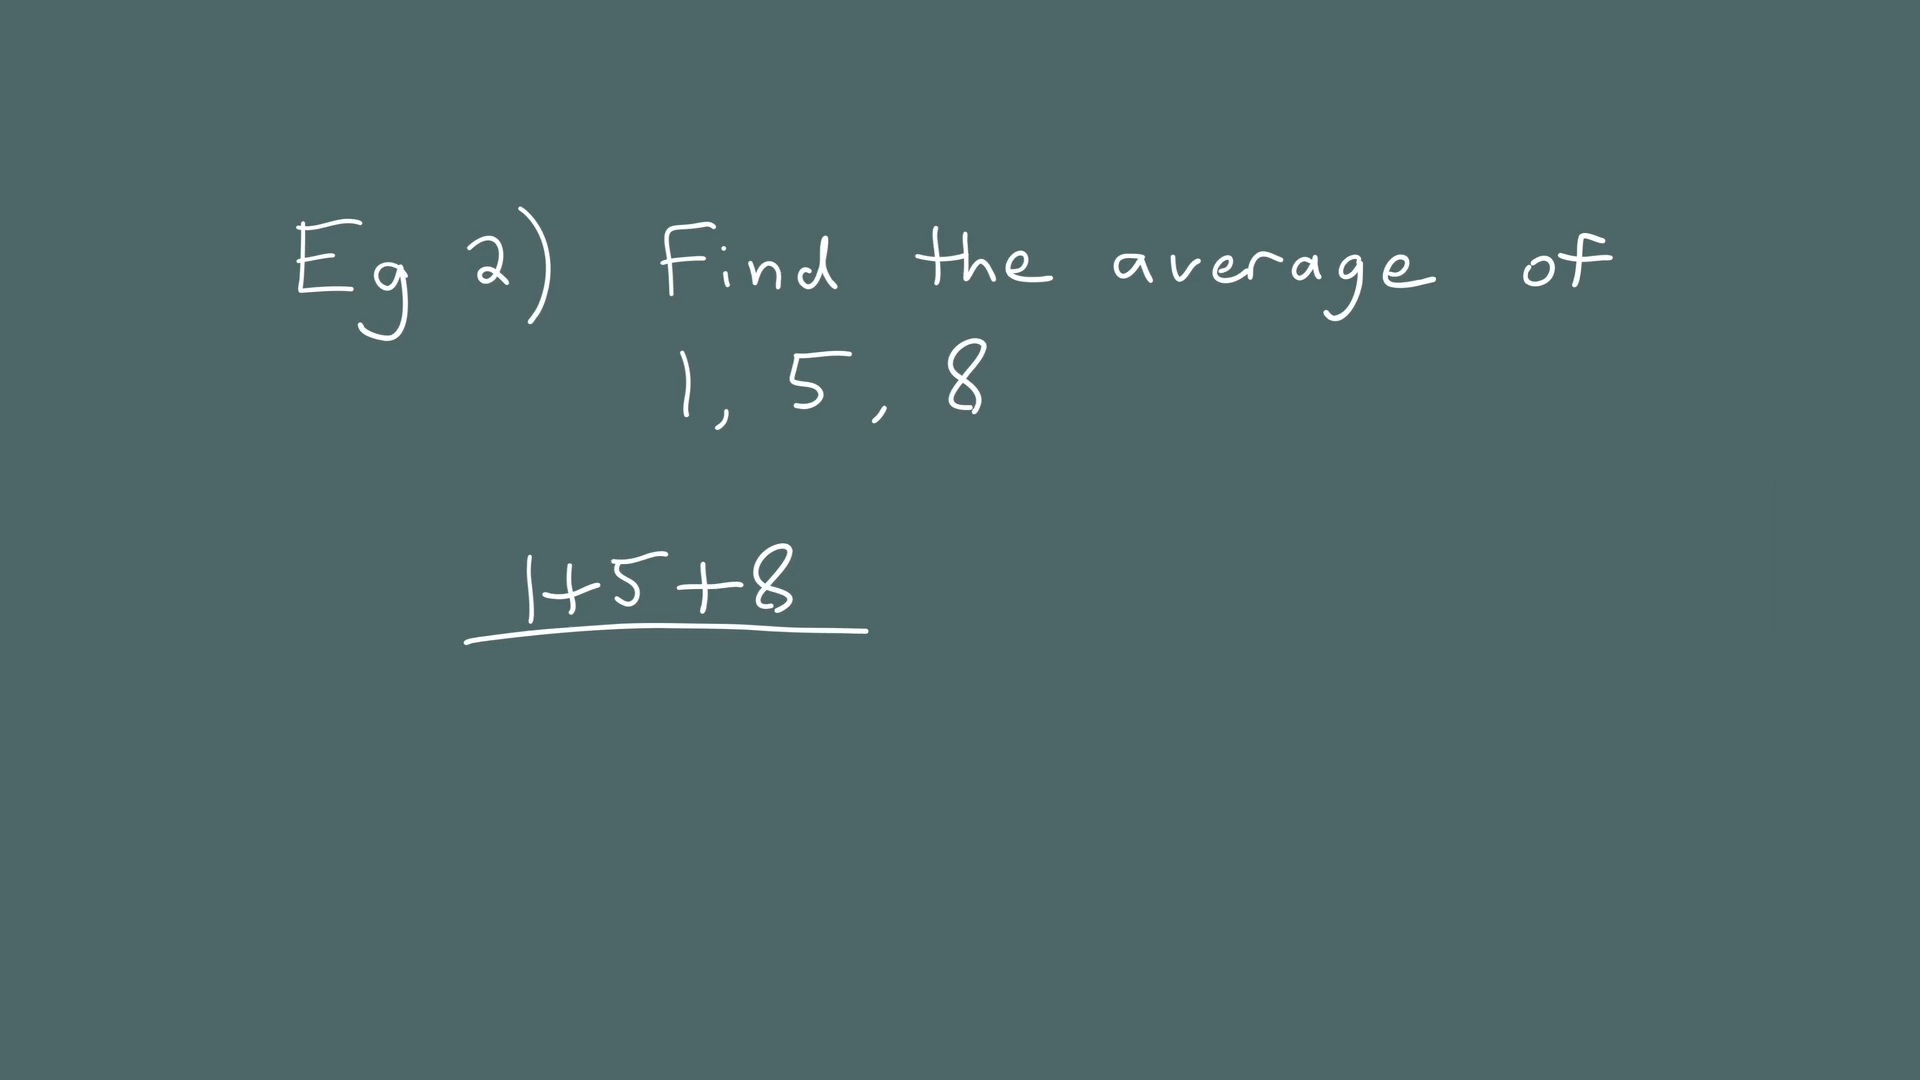 Eg 2) Find the average of
1, 5, 8
1+5+8